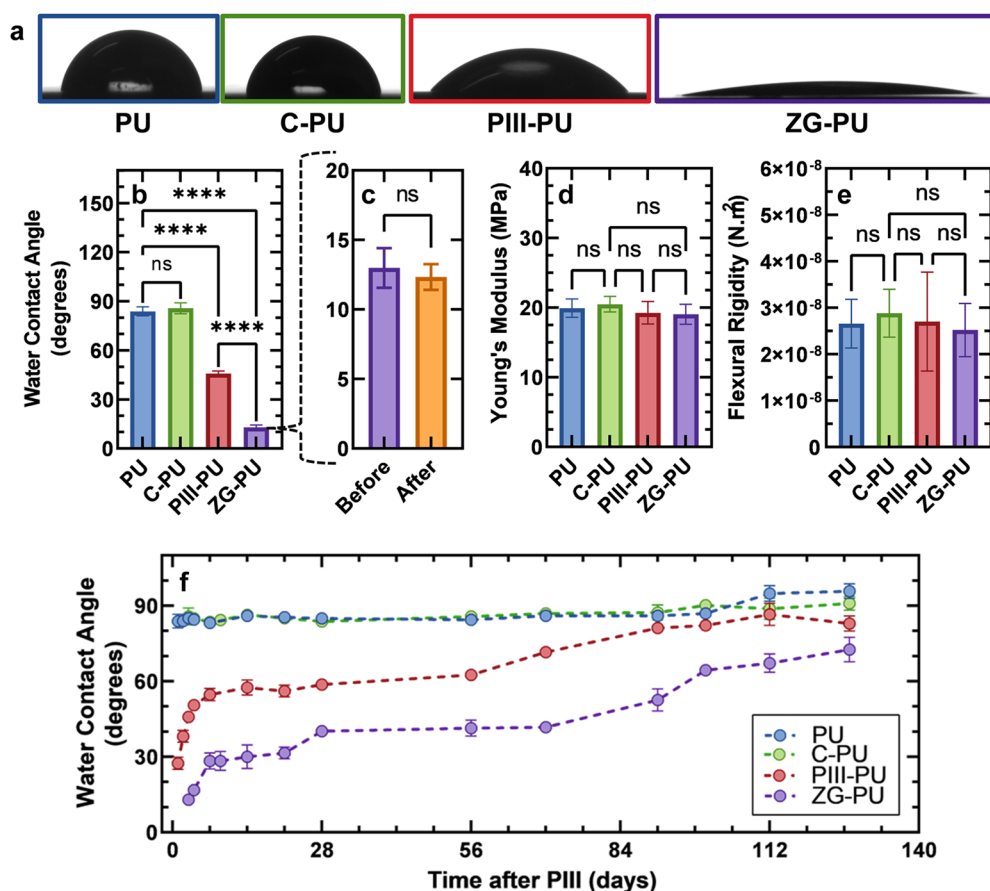 a
PU
C-PU
PIII-PU
ZG-PU
b
Water Contact Angle
(degrees)
150
120
90
60
30
0
****
****
ns
****
PU
C-PU
PIII-PU
ZG-PU
c
20
15
10
5
0
ns
Before
After
d
Young's Modulus (MPa)
40
35
30
25
20
15
10
5
0
ns
ns
ns
ns
PU
C-PU
PIII-PU
ZG-PU
e
Flexural Rigidity (N.m²)
6×10-8
5×10-8
4×10-8
3×10-8
2×10-8
1×10-8
ns
ns
ns
ns
PU
C-PU
PIII-PU
ZG-PU
f
Water Contact Angle
(degrees)
90
60
30
0
PU
C-PU
PIII-PU
ZG-PU
0
28
56
84
112
140
Time after PIII (days)